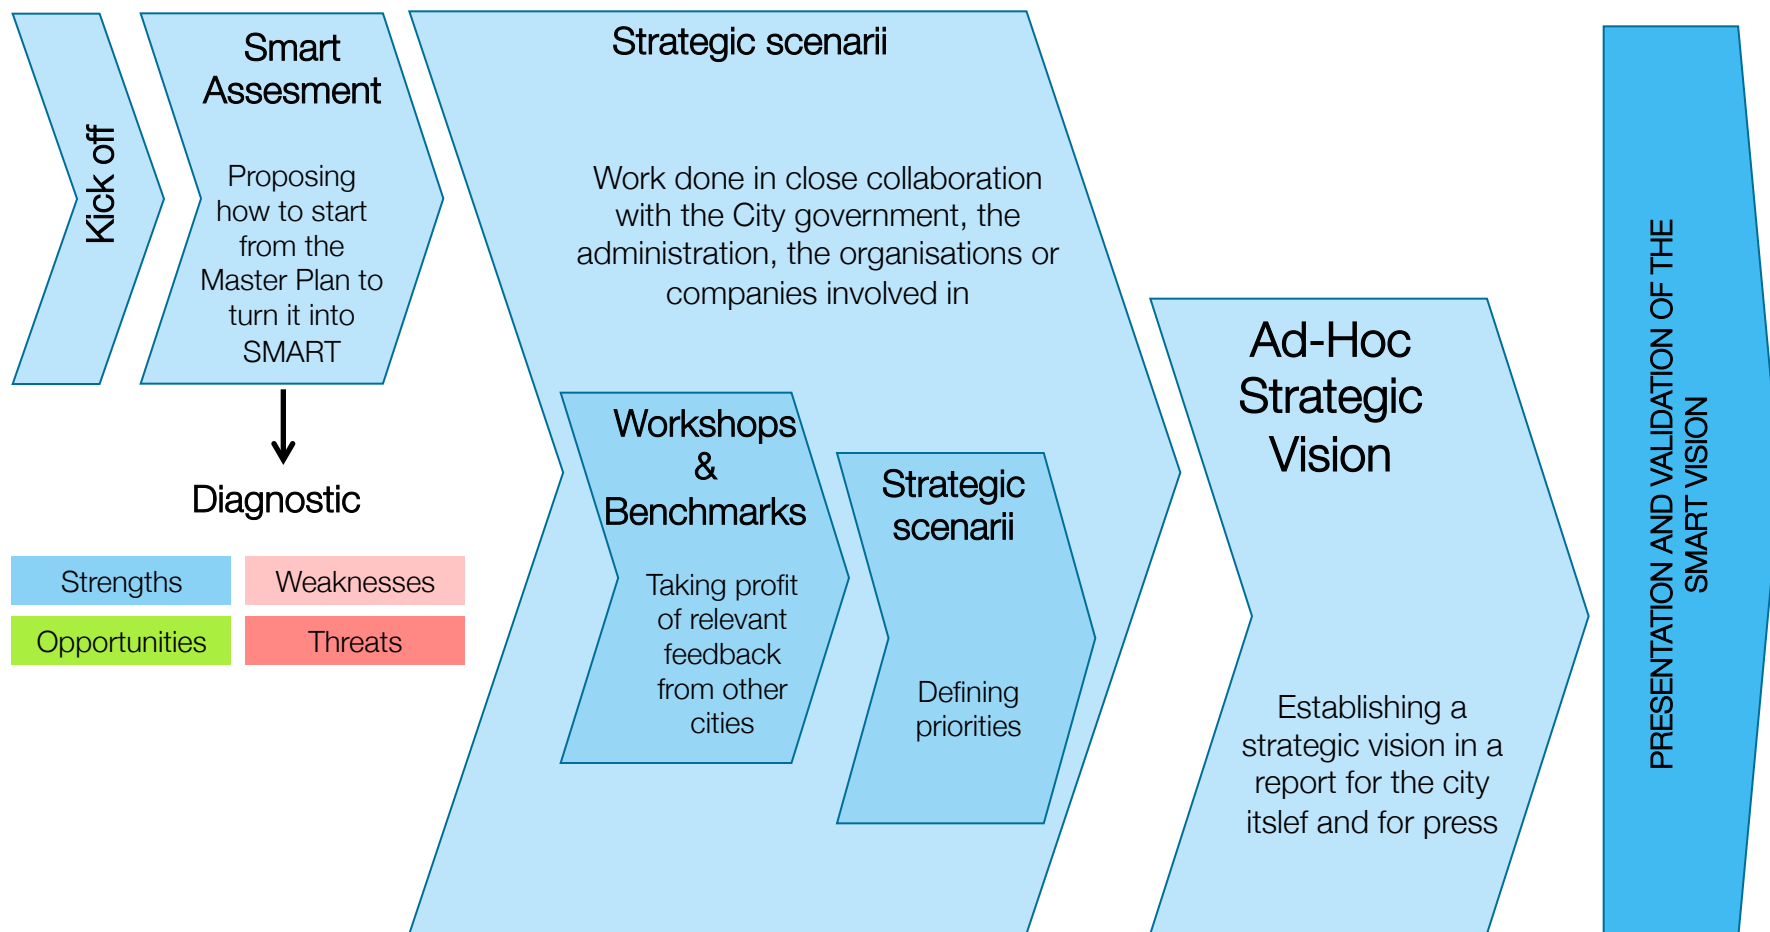 Kick off
Smart
Assesment
Proposing
how to start
from the
Master Plan to
turn it into
SMART
Diagnostic
Strengths
Weaknesses
Opportunities
Threats
Strategic scenarii
Work done in close collaboration
with the City government, the
administration, the organisations or
companies involved in
Workshops
&
Benchmarks
Taking profit
of relevant
feedback
from other
cities
Strategic
scenarii
Defining
priorities
Ad-Hoc
Strategic
Vision
Establishing a
strategic vision in a
report for the city
itslef and for press
PRESENTATION AND VALIDATION OF THE
SMART VISION